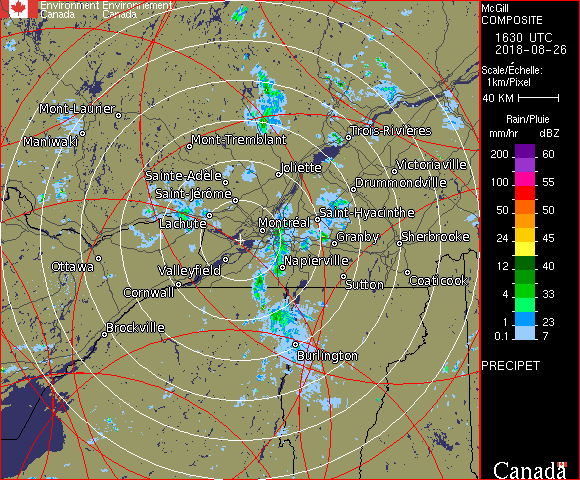 Environment Environnement
Canada Canada
McGill
COMPOSITE
1630 UTC
2018-08-26
Scale/Échelle:
1km/Pixel
40 KM
Rain/Pluie
mm/hr dBZ
200 60
100 55
50 50
24 45
12 40
4 33
1 23
0.1 7
PRECIPET
Canada
Mont-Laurier
Maniwaki
Mont-Tremblant
Trois-Rivières
Joliette
Victoriaville
Sainte-Adèle
Drummondville
Saint-Jérôme
Saint-Hyacinthe
Lachute
Montréal
Granby
Sherbrooke
Ottawa
Valleyfield
Napierville
Coaticook
Cornwall
Sutton
Brockville
Burlington